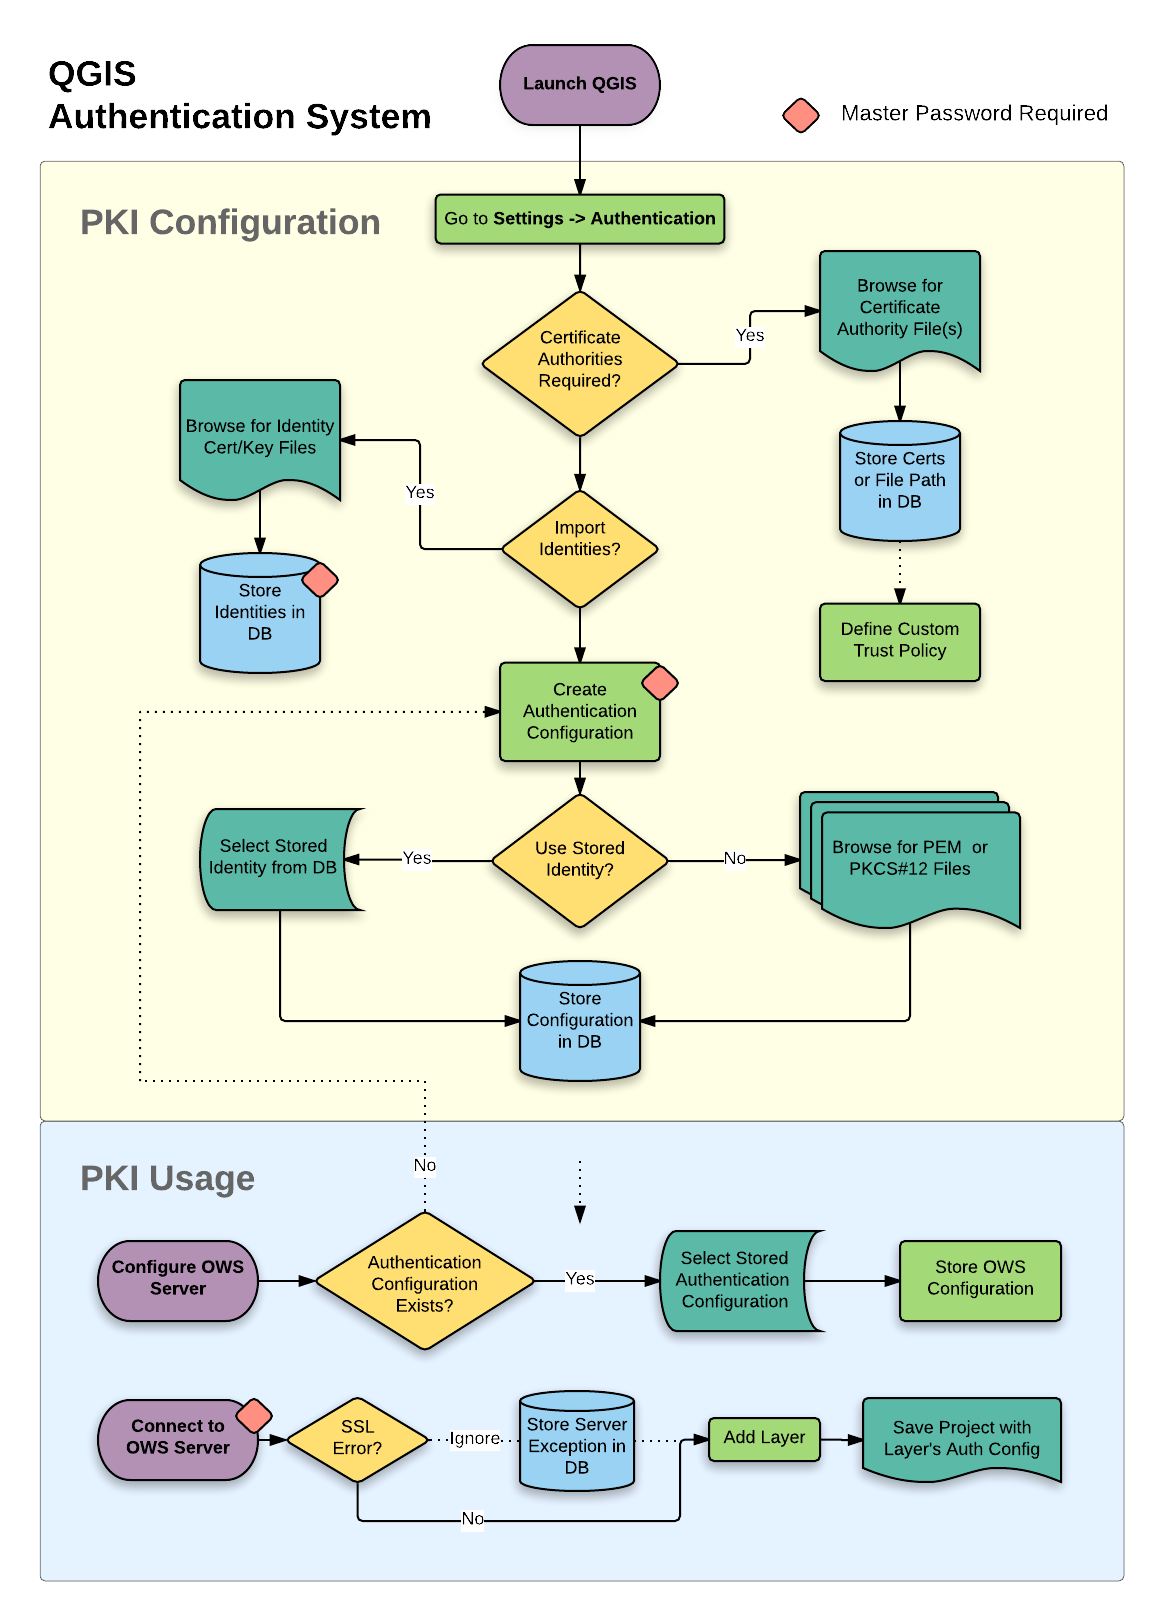 QGIS
Authentication System
Launch QGIS
Master Password Required
PKI Configuration
Go to Settings -> Authentication
Certificate
Authorities
Required?
Yes
Browse for
Certificate
Authority File(s)
Browse for Identity
Cert/Key Files
Yes
Store Certs
or File Path
in DB
Import
Identities?
Store
Identities in
DB
Define Custom
Trust Policy
Create
Authentication
Configuration
Select Stored
Identity from DB
Yes
Use Stored
Identity?
No
Browse for PEM  or
PKCS#12 Files
Store
Configuration
in DB
No
PKI Usage
Configure OWS
Server
Authentication
Configuration
Exists?
Yes
Select Stored
Authentication
Configuration
Store OWS
Configuration
Connect to
OWS Server
SSL
Error?
Ignore
Store Server
Exception in
DB
Add Layer
Save Project with
Layer's Auth Config
No